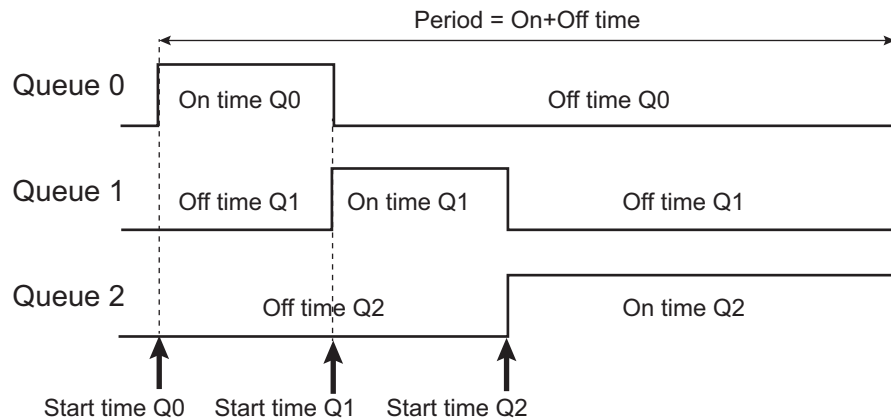 Period = On+Off time
Queue 0
On time Q0
Off time Q0
Queue 1
Off time Q1
On time Q1
Off time Q1
Queue 2
Off time Q2
On time Q2
Start time Q0
Start time Q1
Start time Q2